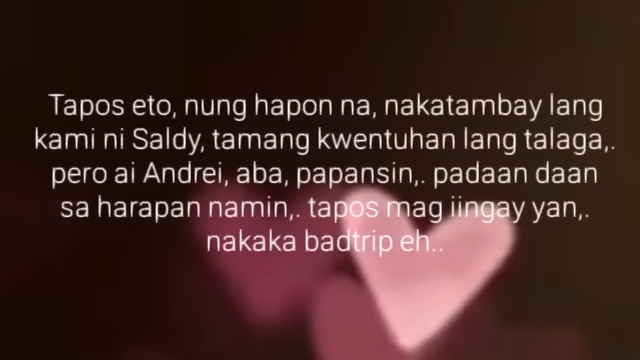 Tapos eto, nung hapon na, nakatambay lang
kami ni Saldy, tamang kwentuhan lang talaga,.
pero ai Andrei, aba, papansin,. padaan daan
sa harapan namin,. tapos mag iingay yan,.
nakaka badtrip eh..